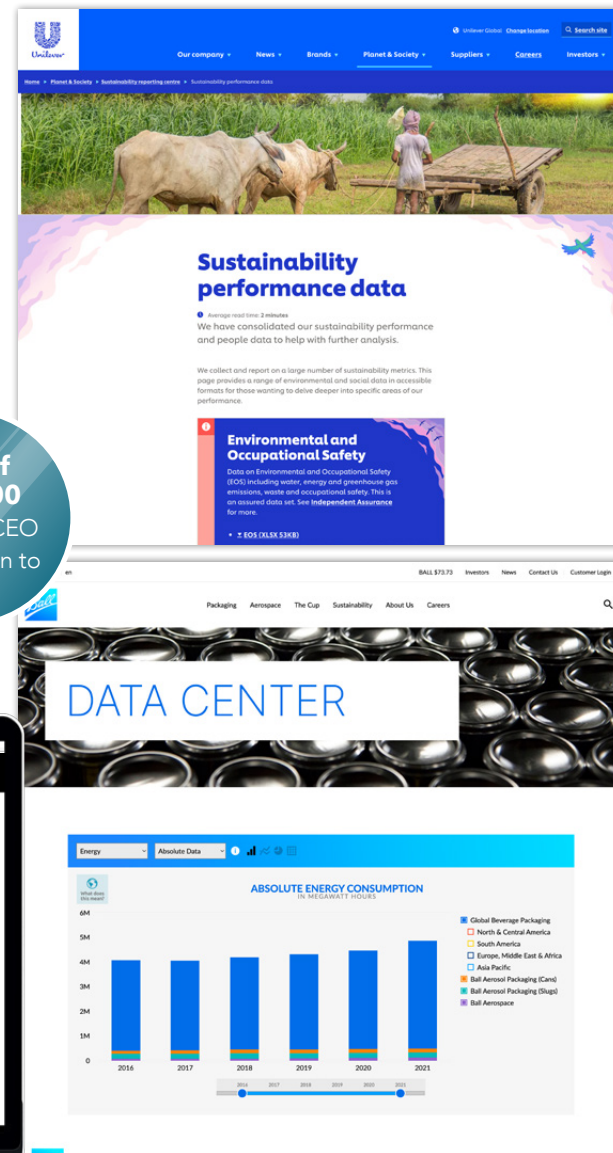 Unilever Global Change location Search site
Unilever
Our company News Brands Planet & Society Suppliers Careers Investors
Home > Planet & Society > Sustainability reporting centre > Sustainability performance data
Sustainability
performance data
Average read time: 2 minutes
We have consolidated our sustainability performance
and people data to help with further analysis.
We collect and report on a large number of sustainability metrics. This
page provides a range of environmental and social data in accessible
formats for those wanting to delve deeper into specific areas of our
performance.
Environmental and
Occupational Safety
Data on Environmental and Occupational Safety
(EOS) including water, energy and greenhouse gas
emissions, waste and occupational safety. This is
an assured data set. See Independent Assurance
for more.
EOS (XLSX 53KB)
f
00
CEO
n to
en
BALL $73.73 Investors News Contact Us Customer Login
Ball
Packaging Aerospace The Cup Sustainability About Us Careers
DATA CENTER
Energy Absolute Data
What does
this mean?
ABSOLUTE ENERGY CONSUMPTION
IN MEGAWATT HOURS
6M
5M
4M
3M
2M
1M
0
2016 2017 2018 2019 2020 2021
Global Beverage Packaging
North & Central America
South America
Europe, Middle East & Africa
Asia Pacific
Ball Aerosol Packaging (Cans)
Ball Aerosol Packaging (Slugs)
Ball Aerospace
2016 2017 2018 2019 2020 2021